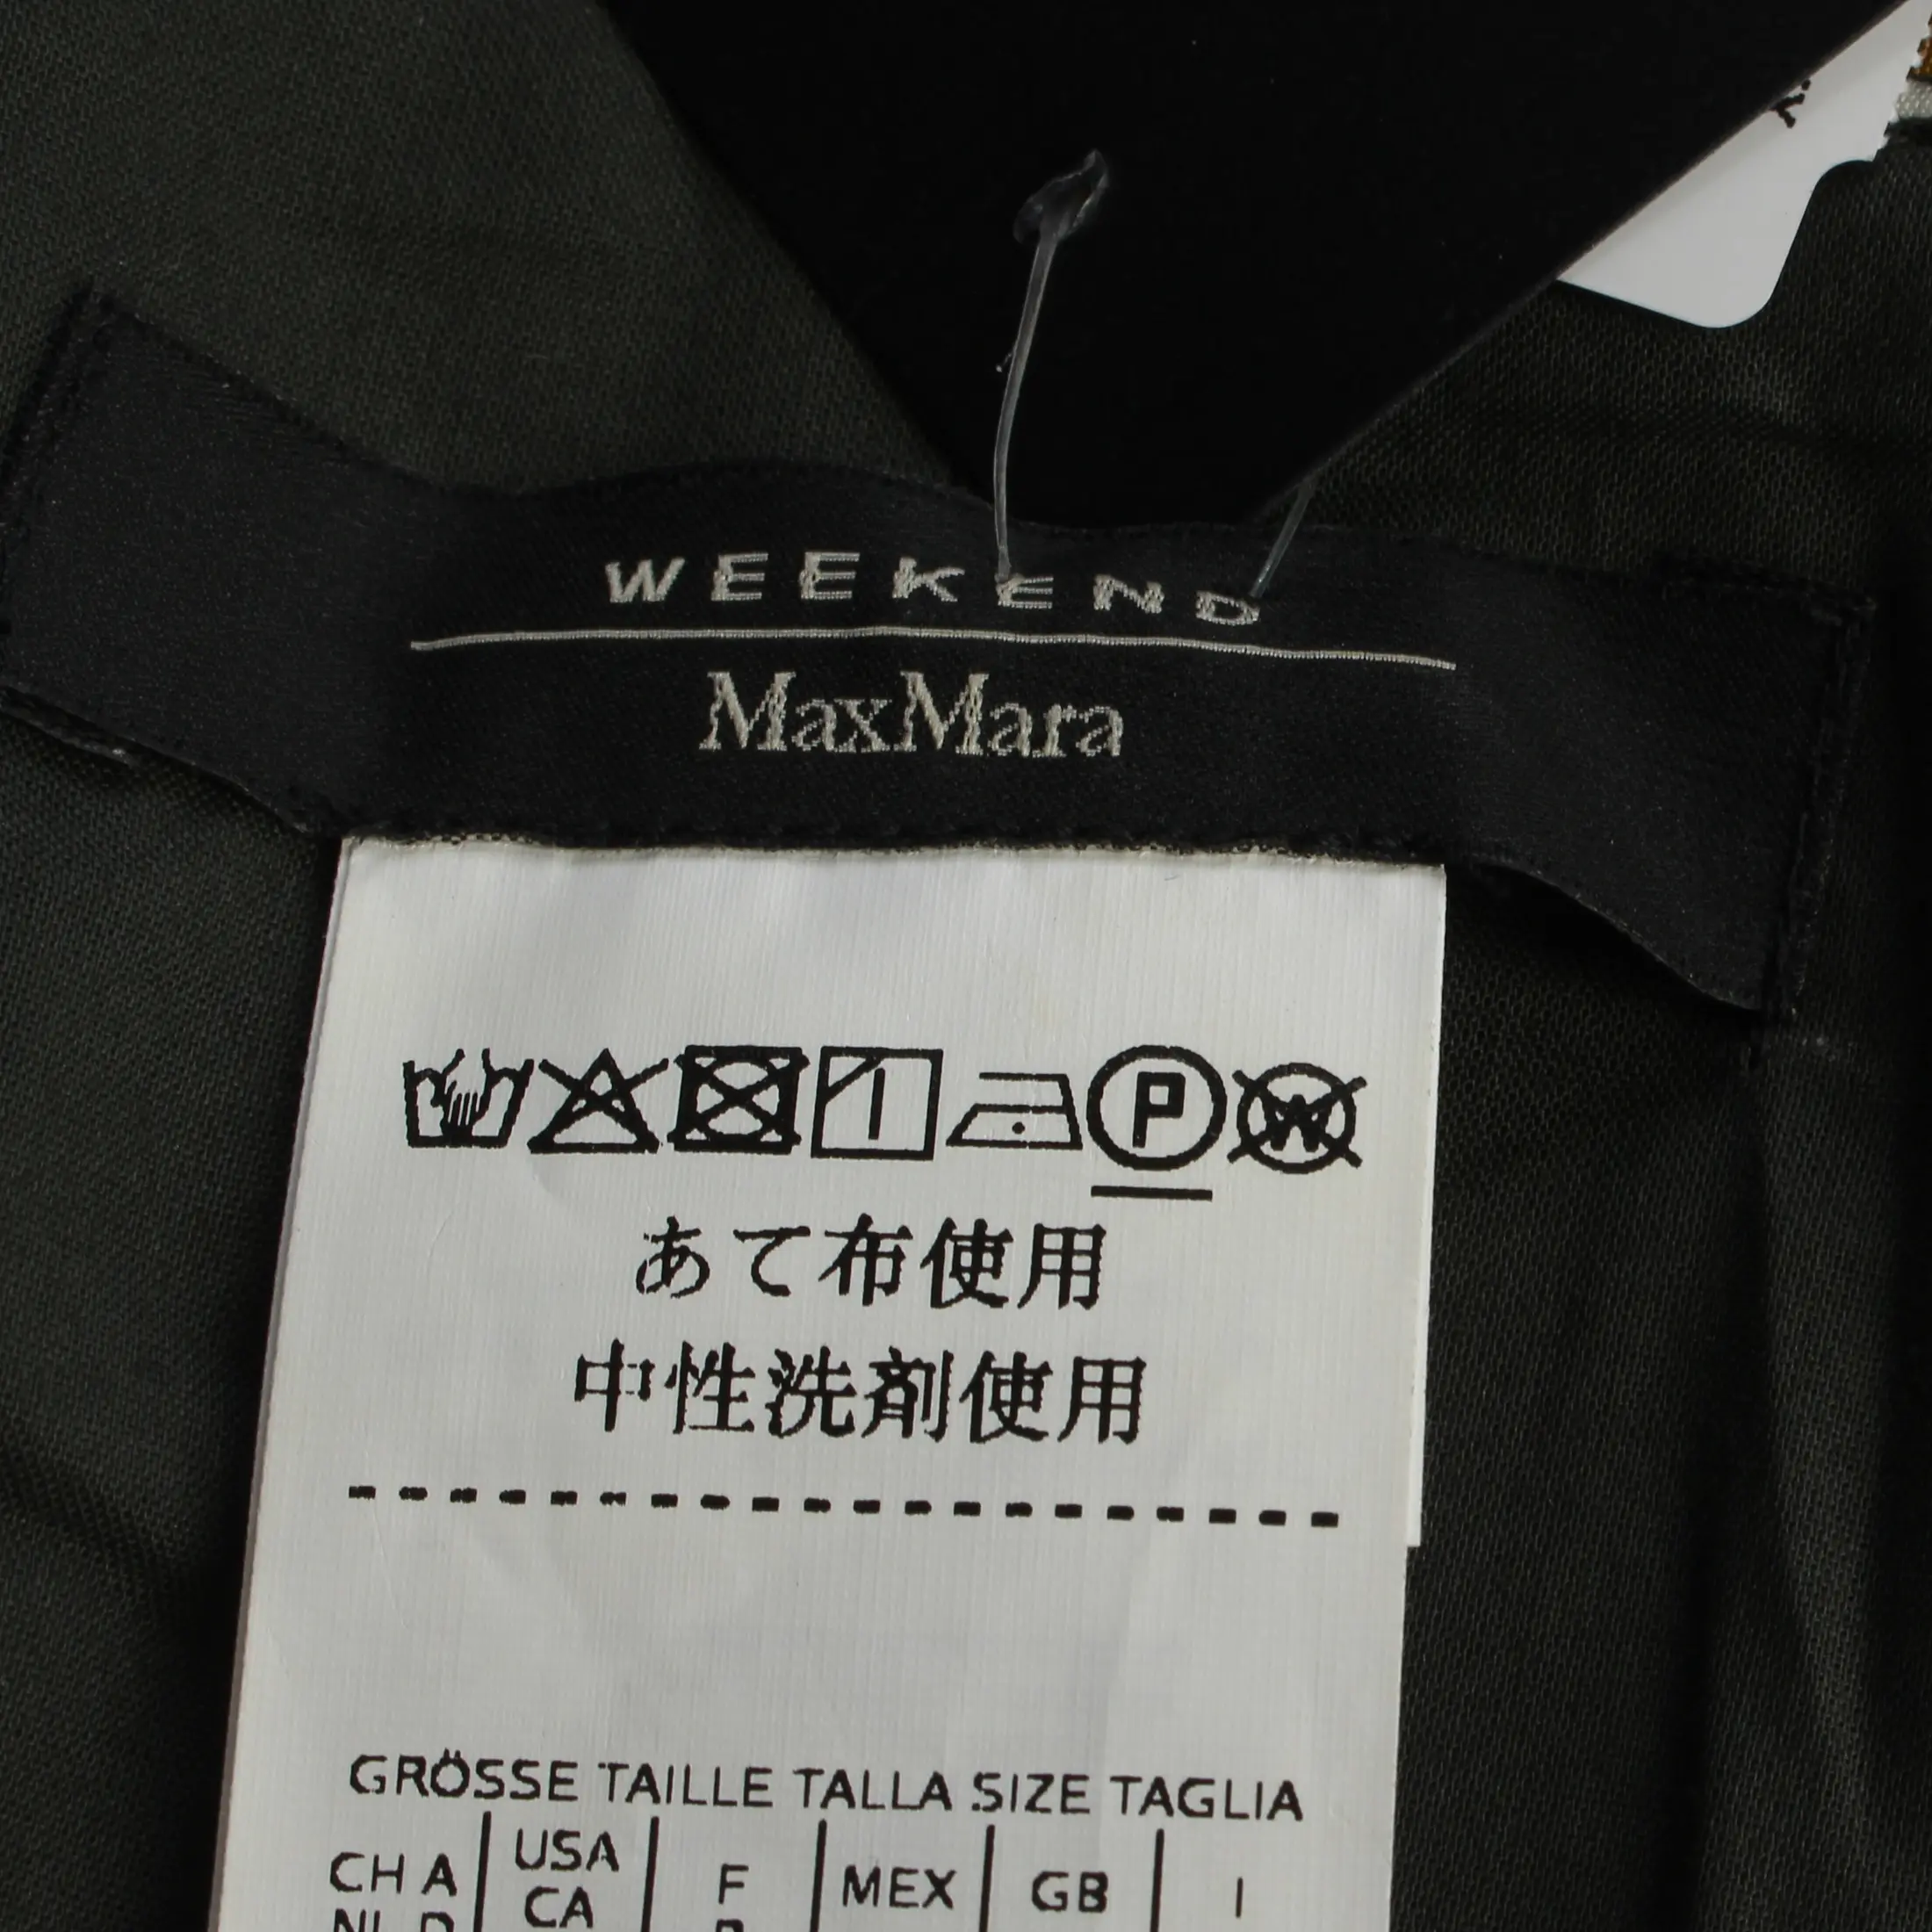 WEEKEND
MaxMara
P W
あて布使用
中性洗剤使用
GRÖSSE TAILLE TALLA SIZE TAGLIA
CH A USA CA F MEX GB I